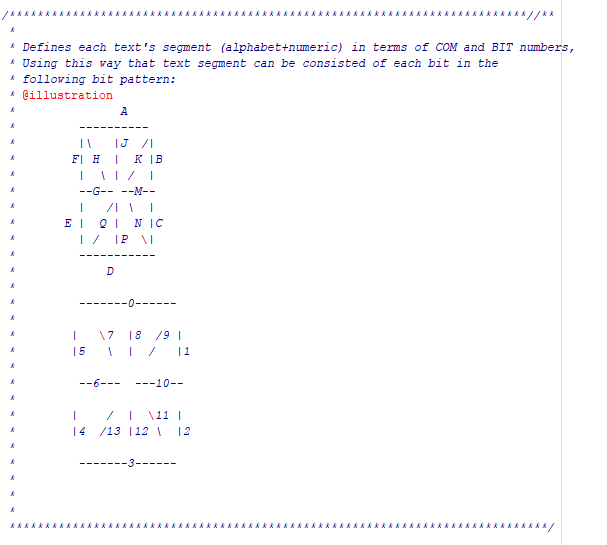 /**************************************************************************//**
 *
 * Defines each text's segment (alphabet+numeric) in terms of COM and BIT numbers,
 * Using this way that text segment can be consisted of each bit in the
 * following bit pattern:
 * @illustration
 *               A
 *         ----------
 *         |\   |J  /|
 *        F| H  |  K |B
 *         |  \ | /  |
 *         --G-- --M--
 *         |   /| \  |
 *       E |  Q |  N |C
 *         | /  |P  \|
 *         -----------
 *             D
 *
 *         -------0------
 *
 *        |   \7  |8  /9 |
 *        |5   \  |  /   |1
 *
 *         --6---  ---10--
 *
 *        |    /  |  \11 |
 *        |4  /13 |12 \  |2
 *
 *         -------3------
 *
 *
 *
 *****************************************************************************/